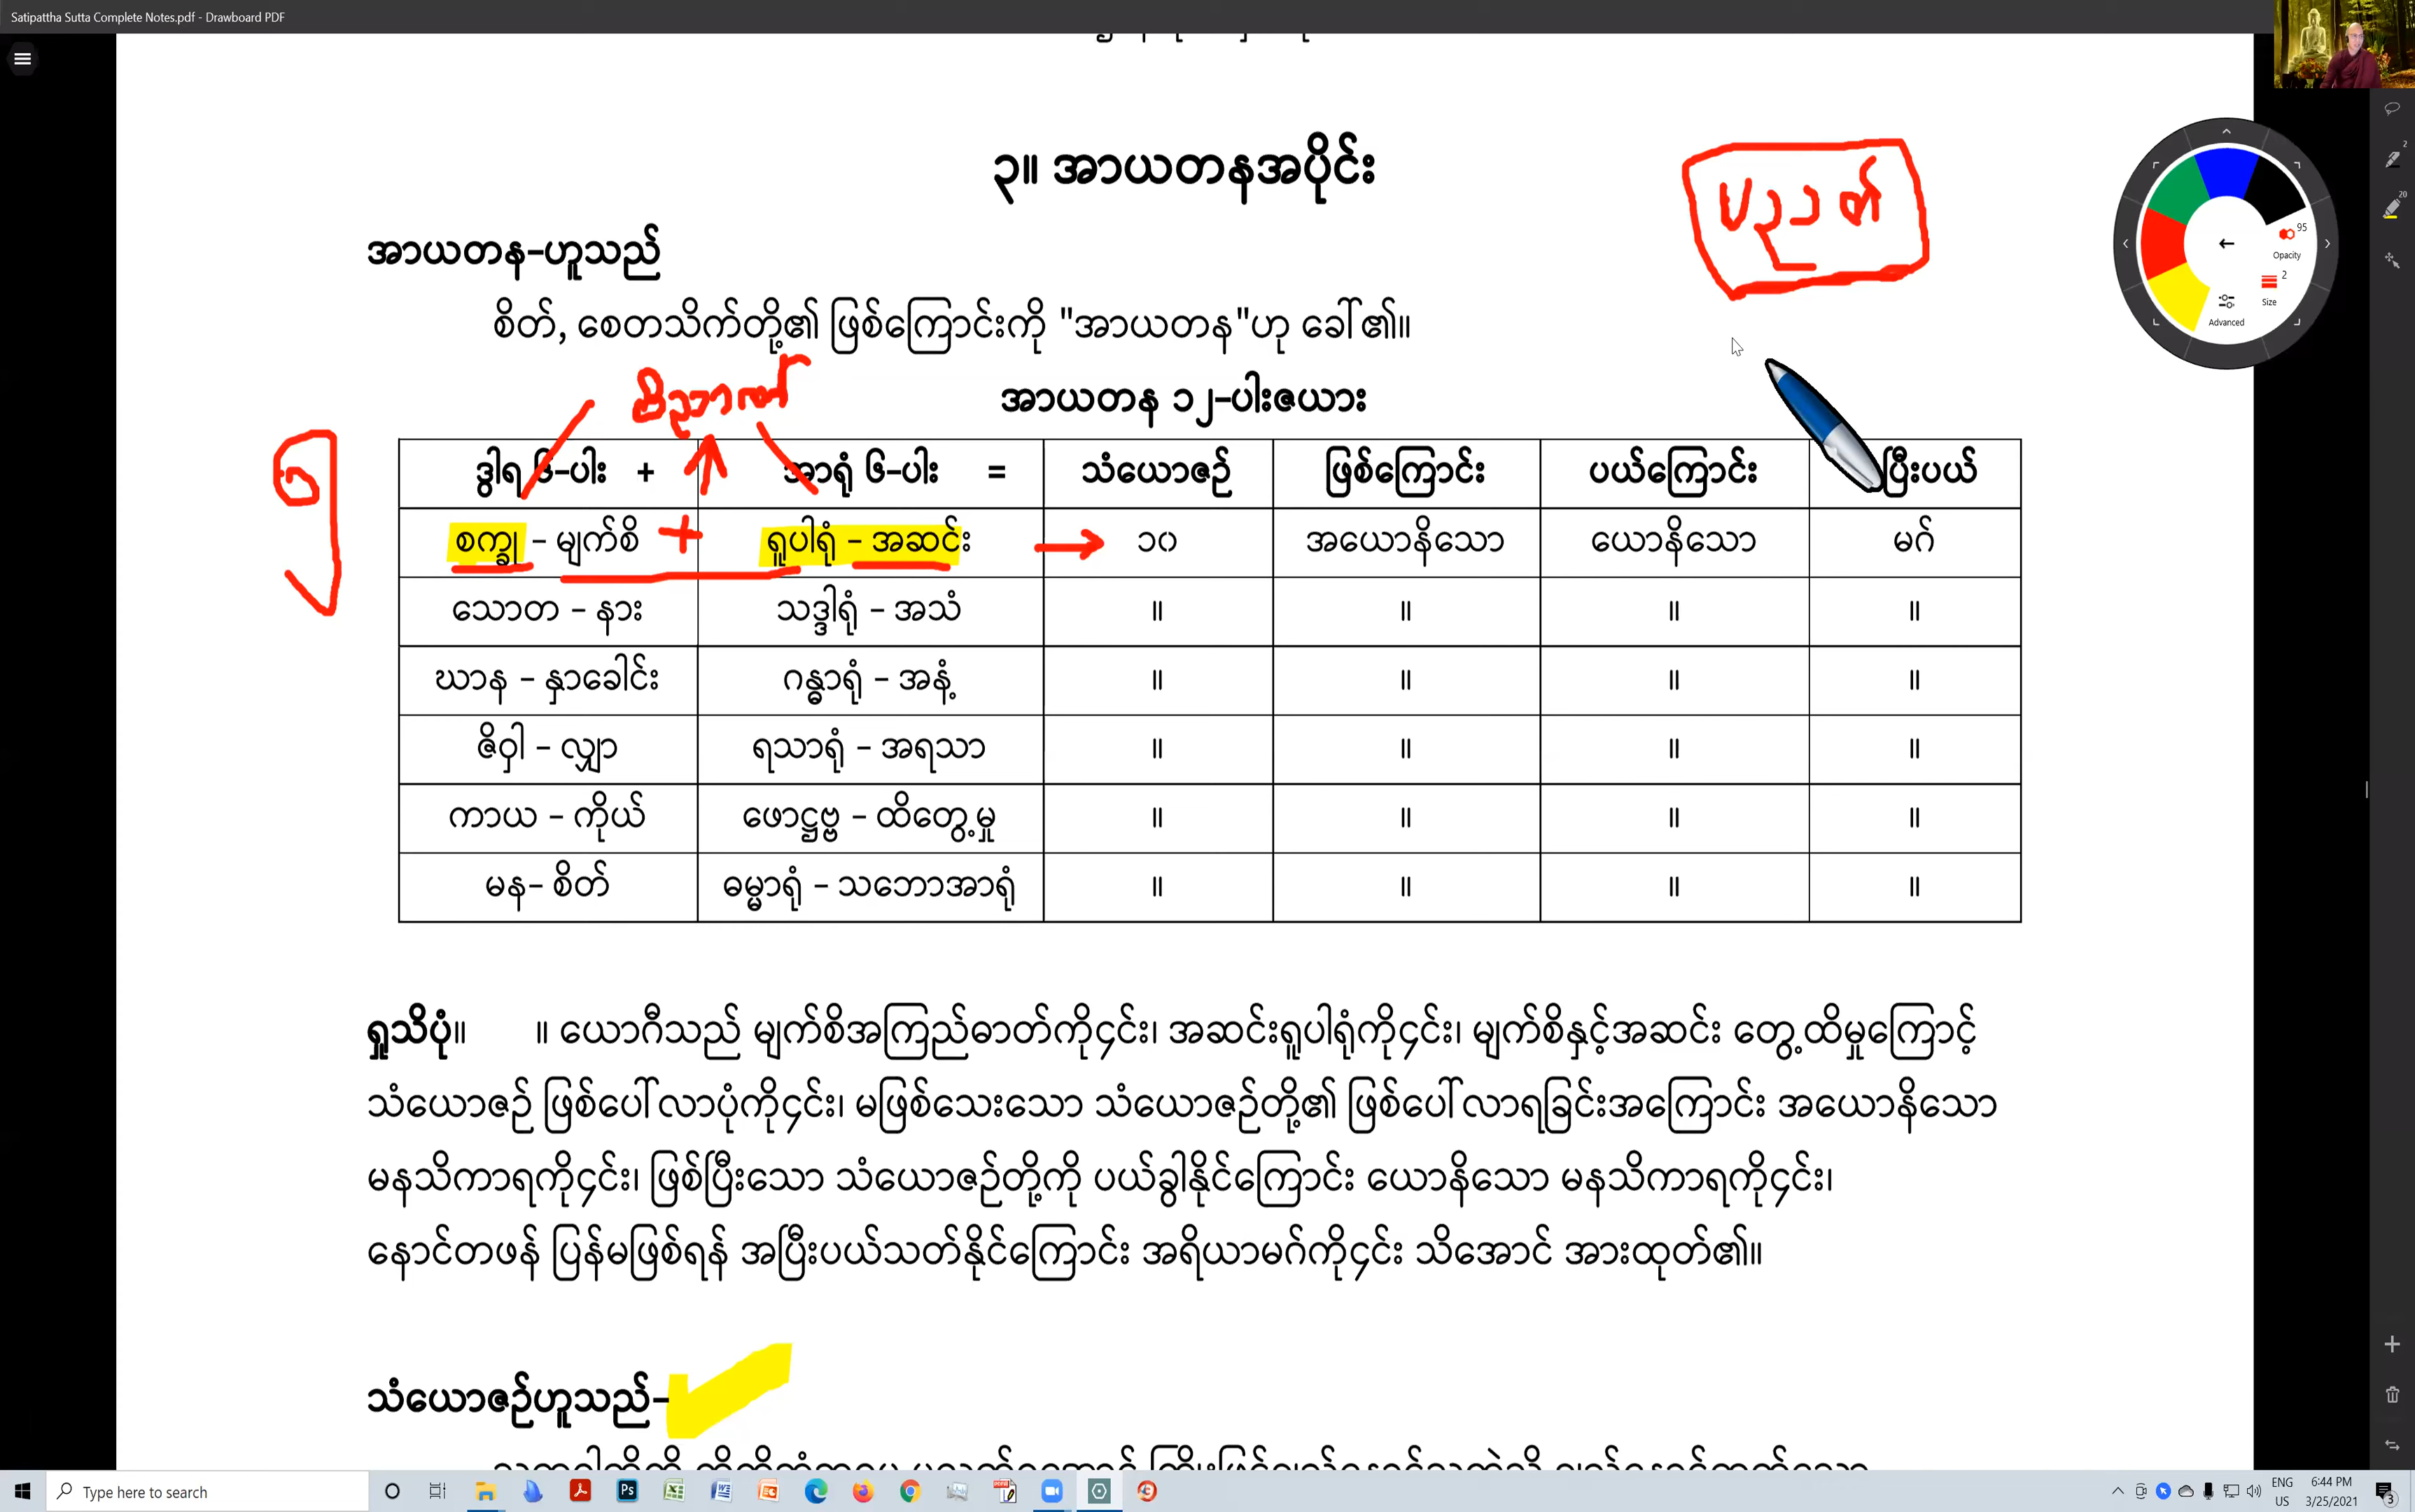 Satipattha Sutta Complete Notes.pdf - Drawboard PDF
၃။ အာယတနအပိုင်း
ပညတ်
အာယတန-ဟူသည်
စိတ်, စေတသိက်တို့၏ ဖြစ်ကြောင်းကို "အာယတန"ဟု ခေါ်၏။
ဝိညာဏ်
အာယတန ၁၂-ပါးဇယား
ဒွါရ ၆-ပါး + အာရုံ ၆-ပါး = သံယောဇဉ် ဖြစ်ကြောင်း ပယ်ကြောင်း ပြီးပယ်
စက္ခု - မျက်စိ + ရူပါရုံ - အဆင်း → ၁၀ အယောနိသော ယောနိသော မဂ်
သောတ - နား သဒ္ဒါရုံ - အသံ ။ ။ ။ ။
ဃာန - နှာခေါင်း ဂန္ဓာရုံ - အနံ့ ။ ။ ။ ။
ဇိဝှါ - လျှာ ရသာရုံ - အရသာ ။ ။ ။ ။
ကာယ - ကိုယ် ဖောဋ္ဌဗ္ဗ - ထိတွေ့မှု ။ ။ ။ ။
မန- စိတ် ဓမ္မာရုံ - သဘောအာရုံ ။ ။ ။ ။
ရှုသိပုံ။ ။ ယောဂီသည် မျက်စိအကြည်ဓာတ်ကို၎င်း၊ အဆင်းရူပါရုံကို၎င်း၊ မျက်စိနှင့်အဆင်း တွေ့ထိမှုကြောင့်
သံယောဇဉ် ဖြစ်ပေါ်လာပုံကို၎င်း၊ မဖြစ်သေးသော သံယောဇဉ်တို့၏ ဖြစ်ပေါ်လာရခြင်းအကြောင်း အယောနိသော
မနသိကာရကို၎င်း၊ ဖြစ်ပြီးသော သံယောဇဉ်တို့ကို ပယ်ခွါနိုင်ကြောင်း ယောနိသော မနသိကာရကို၎င်း၊
နောင်တဖန် ပြန်မဖြစ်ရန် အပြီးပယ်သတ်နိုင်ကြောင်း အရိယာမဂ်ကို၎င်း သိအောင် အားထုတ်၏။
သံယောဇဉ်ဟူသည်-
95
Opacity
2
Size
Advanced
2
20
Type here to search
ENG
US
6:44 PM
3/25/2021
3